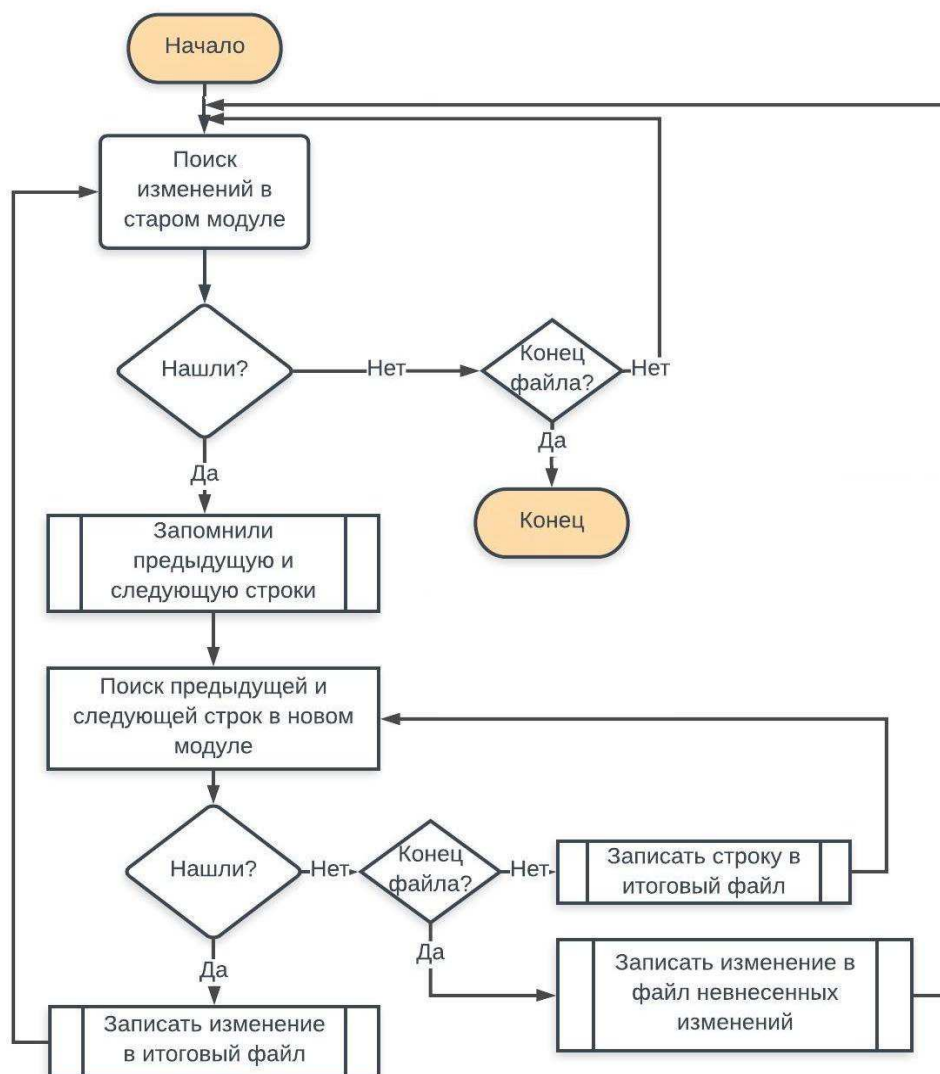 Начало
Поиск
изменений в
старом модуле
Нашли?
Нет
Конец
файла?
Нет
Да
Да
Конец
Запомнили
предыдущую и
следующую строки
Поиск предыдущей и
следующей строк в новом
модуле
Нашли?
Нет
Конец
файла?
Нет
Записать строку в
итоговый файл
Да
Да
Записать изменение в
файл невнесенных
изменений
Записать изменение
в итоговый файл